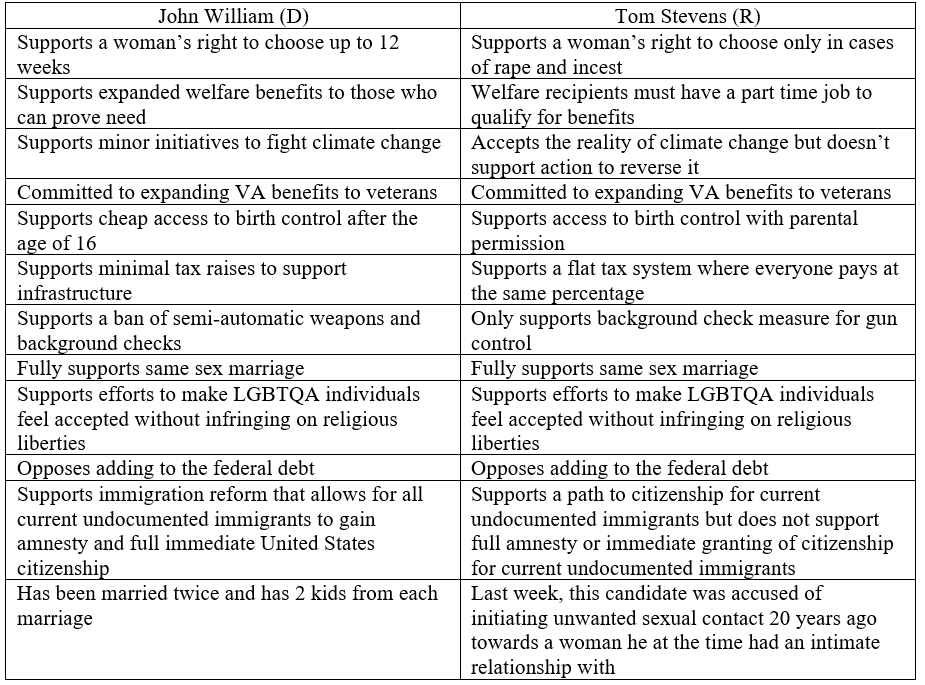 John William (D)
Tom Stevens (R)
Supports a woman’s right to choose up to 12
weeks
Supports a woman’s right to choose only in cases
of rape and incest
Supports expanded welfare benefits to those who
can prove need
Welfare recipients must have a part time job to
qualify for benefits
Supports minor initiatives to fight climate change
Accepts the reality of climate change but doesn’t
support action to reverse it
Committed to expanding VA benefits to veterans
Committed to expanding VA benefits to veterans
Supports cheap access to birth control after the
age of 16
Supports access to birth control with parental
permission
Supports minimal tax raises to support
infrastructure
Supports a flat tax system where everyone pays at
the same percentage
Supports a ban of semi-automatic weapons and
background checks
Only supports background check measure for gun
control
Fully supports same sex marriage
Fully supports same sex marriage
Supports efforts to make LGBTQA individuals
feel accepted without infringing on religious
liberties
Supports efforts to make LGBTQA individuals
feel accepted without infringing on religious
liberties
Opposes adding to the federal debt
Opposes adding to the federal debt
Supports immigration reform that allows for all
current undocumented immigrants to gain
amnesty and full immediate United States
citizenship
Supports a path to citizenship for current
undocumented immigrants but does not support
full amnesty or immediate granting of citizenship
for current undocumented immigrants
Has been married twice and has 2 kids from each
marriage
Last week, this candidate was accused of
initiating unwanted sexual contact 20 years ago
towards a woman he at the time had an intimate
relationship with